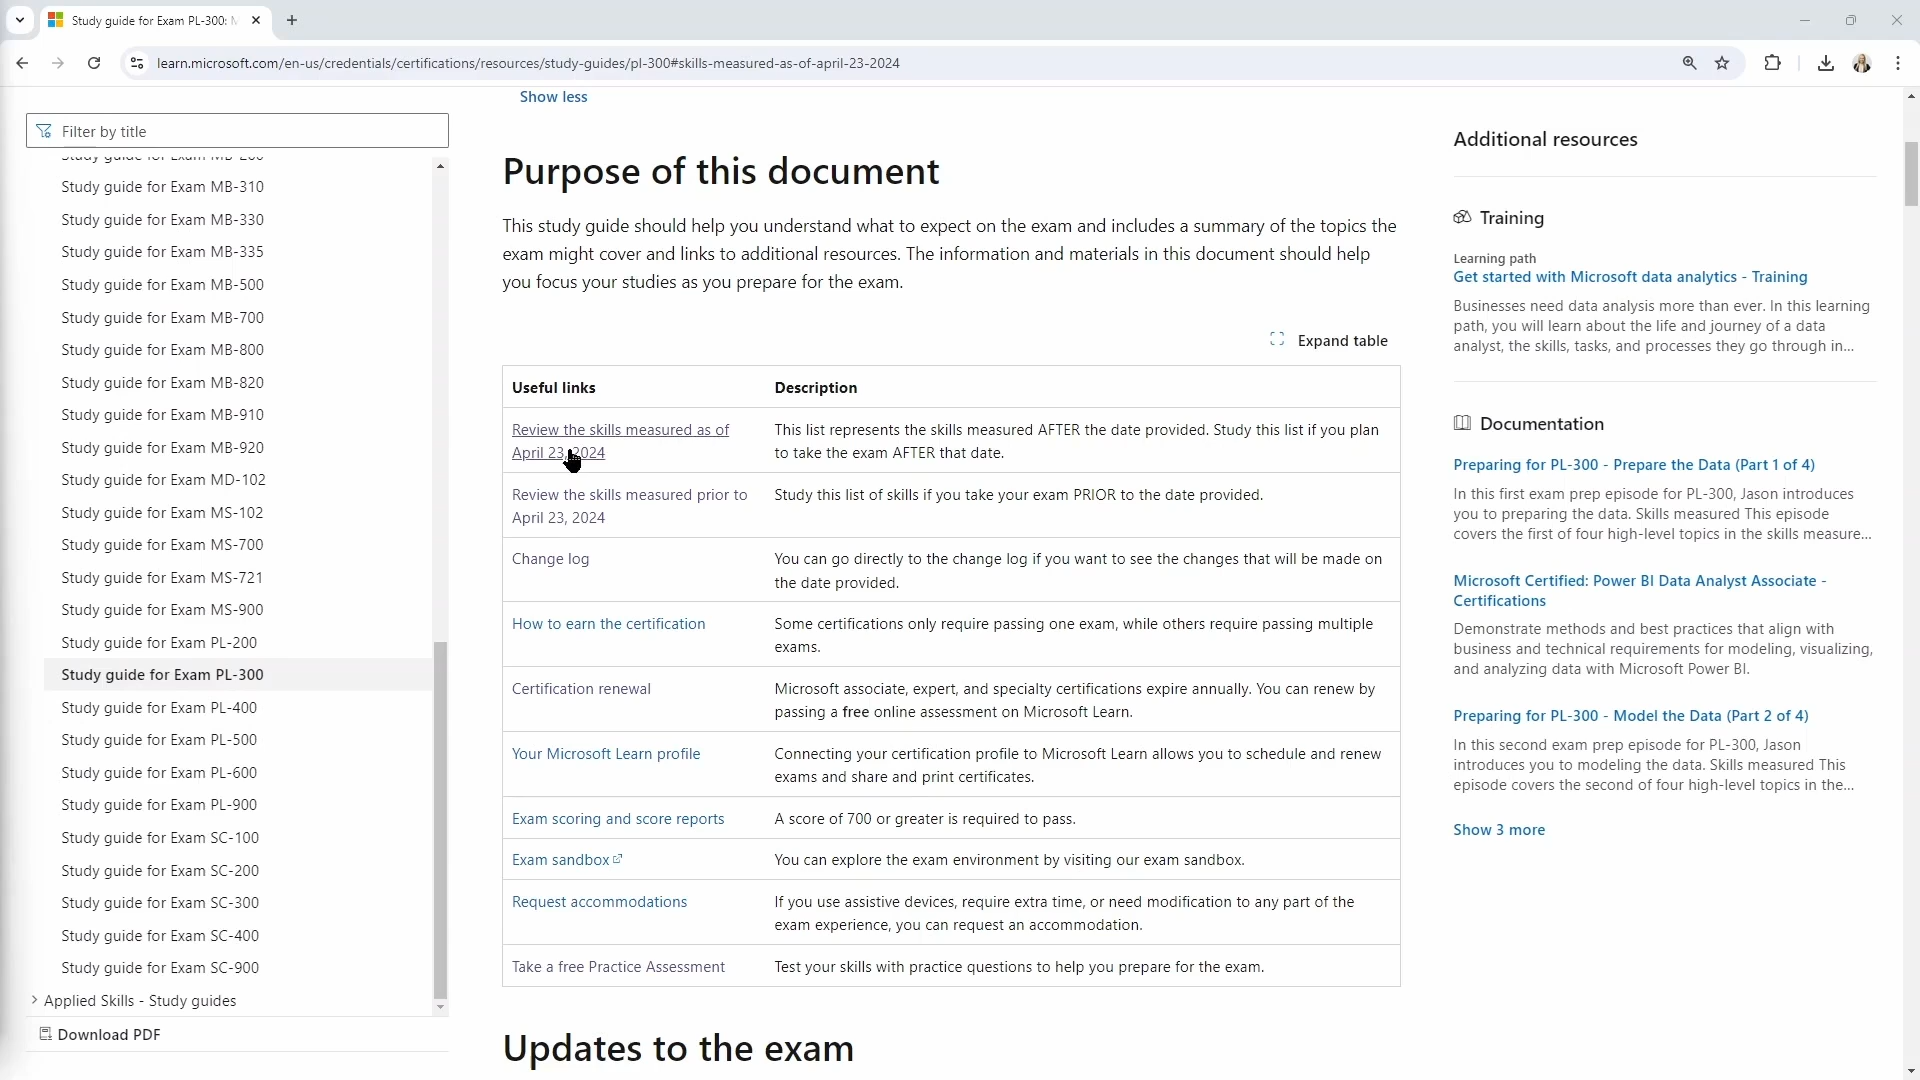 Study guide for Exam PL-300: M
learn.microsoft.com/en-us/credentials/certifications/resources/study-guides/pl-300#skills-measured-as-of-april-23-2024
Filter by title
Study guide for Exam MB-260
Study guide for Exam MB-310
Study guide for Exam MB-330
Study guide for Exam MB-335
Study guide for Exam MB-500
Study guide for Exam MB-700
Study guide for Exam MB-800
Study guide for Exam MB-820
Study guide for Exam MB-910
Study guide for Exam MB-920
Study guide for Exam MD-102
Study guide for Exam MS-102
Study guide for Exam MS-700
Study guide for Exam MS-721
Study guide for Exam MS-900
Study guide for Exam PL-200
Study guide for Exam PL-300
Study guide for Exam PL-400
Study guide for Exam PL-500
Study guide for Exam PL-600
Study guide for Exam PL-900
Study guide for Exam SC-100
Study guide for Exam SC-200
Study guide for Exam SC-300
Study guide for Exam SC-400
Study guide for Exam SC-900
Applied Skills - Study guides
Download PDF
Show less
Purpose of this document
This study guide should help you understand what to expect on the exam and includes a summary of the topics the
exam might cover and links to additional resources. The information and materials in this document should help
you focus your studies as you prepare for the exam.
Expand table
Useful links
Description
Review the skills measured as of
April 23, 2024
This list represents the skills measured AFTER the date provided. Study this list if you plan
to take the exam AFTER that date.
Review the skills measured prior to
April 23, 2024
Study this list of skills if you take your exam PRIOR to the date provided.
Change log
You can go directly to the change log if you want to see the changes that will be made on
the date provided.
How to earn the certification
Some certifications only require passing one exam, while others require passing multiple
exams.
Certification renewal
Microsoft associate, expert, and specialty certifications expire annually. You can renew by
passing a free online assessment on Microsoft Learn.
Your Microsoft Learn profile
Connecting your certification profile to Microsoft Learn allows you to schedule and renew
exams and share and print certificates.
Exam scoring and score reports
A score of 700 or greater is required to pass.
Exam sandbox
You can explore the exam environment by visiting our exam sandbox.
Request accommodations
If you use assistive devices, require extra time, or need modification to any part of the
exam experience, you can request an accommodation.
Take a free Practice Assessment
Test your skills with practice questions to help you prepare for the exam.
Updates to the exam
Additional resources
Training
Learning path
Get started with Microsoft data analytics - Training
Businesses need data analysis more than ever. In this learning
path, you will learn about the life and journey of a data
analyst, the skills, tasks, and processes they go through in...
Documentation
Preparing for PL-300 - Prepare the Data (Part 1 of 4)
In this first exam prep episode for PL-300, Jason introduces
you to preparing the data. Skills measured This episode
covers the first of four high-level topics in the skills measure...
Microsoft Certified: Power BI Data Analyst Associate -
Certifications
Demonstrate methods and best practices that align with
business and technical requirements for modeling, visualizing,
and analyzing data with Microsoft Power BI.
Preparing for PL-300 - Model the Data (Part 2 of 4)
In this second exam prep episode for PL-300, Jason
introduces you to modeling the data. Skills measured This
episode covers the second of four high-level topics in the...
Show 3 more